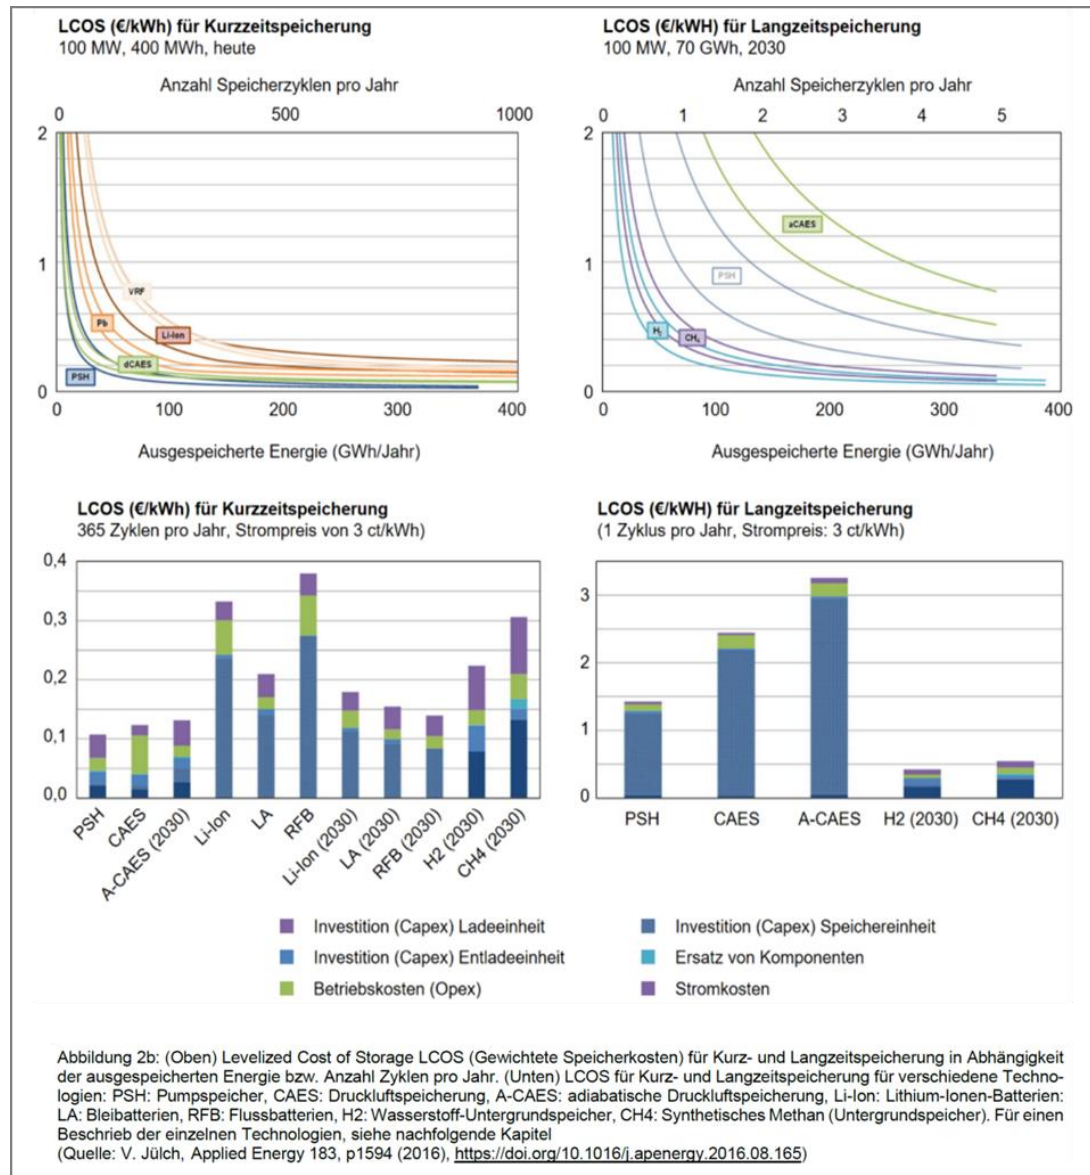 LCOS (€/kWh) für Kurzzeitspeicherung
100 MW, 400 MWh, heute
Anzahl Speicherzyklen pro Jahr
0 500 1000
2
1
0
VRF
Pb
Li-Ion
dCAES
PSH
0 100 200 300 400
Ausgespeicherte Energie (GWh/Jahr)
LCOS (€/kWH) für Langzeitspeicherung
100 MW, 70 GWh, 2030
Anzahl Speicherzyklen pro Jahr
0 1 2 3 4 5
2
1
0
aCAES
PSH
H₂
CH₄
0 100 200 300 400
Ausgespeicherte Energie (GWh/Jahr)
LCOS (€/kWh) für Kurzzeitspeicherung
365 Zyklen pro Jahr, Strompreis von 3 ct/kWh)
0,4
0,3
0,2
0,1
0,0
PSH
CAES
A-CAES (2030)
Li-Ion
LA
RFB
Li-Ion (2030)
LA (2030)
RFB (2030)
H2 (2030)
CH4 (2030)
LCOS (€/kWH) für Langzeitspeicherung
(1 Zyklus pro Jahr, Strompreis: 3 ct/kWh)
3
2
1
0
PSH CAES A-CAES H2 (2030) CH4 (2030)
Investition (Capex) Ladeeinheit
Investition (Capex) Entladeeinheit
Betriebskosten (Opex)
Investition (Capex) Speichereinheit
Ersatz von Komponenten
Stromkosten
Abbildung 2b: (Oben) Levelized Cost of Storage LCOS (Gewichtete Speicherkosten) für Kurz- und Langzeitspeicherung in Abhängigkeit
der ausgespeicherten Energie bzw. Anzahl Zyklen pro Jahr. (Unten) LCOS für Kurz- und Langzeitspeicherung für verschiedene Techno-
logien: PSH: Pumpspeicher, CAES: Druckluftspeicherung, A-CAES: adiabatische Druckluftspeicherung, Li-Ion: Lithium-Ionen-Batterien:
LA: Bleibatterien, RFB: Flussbatterien, H2: Wasserstoff-Untergrundspeicher, CH4: Synthetisches Methan (Untergrundspeicher). Für einen
Beschrieb der einzelnen Technologien, siehe nachfolgende Kapitel
(Quelle: V. Jülch, Applied Energy 183, p1594 (2016), https://doi.org/10.1016/j.apenergy.2016.08.165)